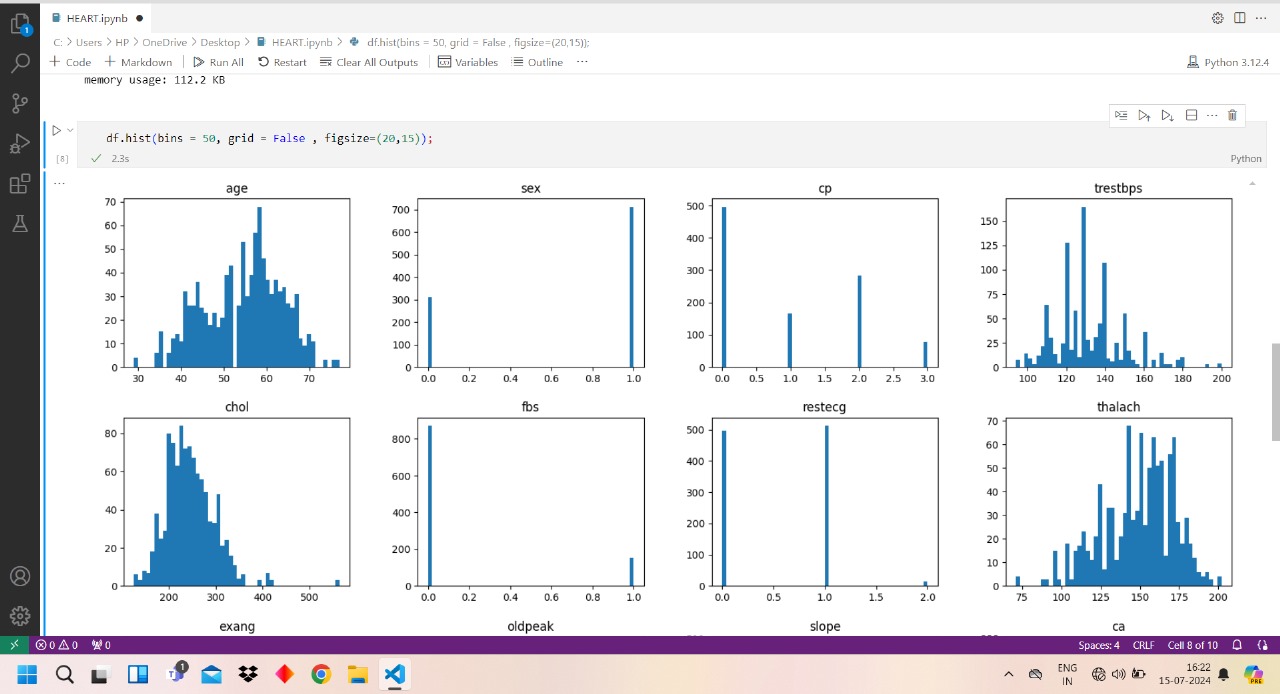 HEART.ipynb ●
1
C: > Users > HP > OneDrive > Desktop > HEART.ipynb > df.hist(bins = 50, grid = False , figsize=(20,15));
+ Code + Markdown | Run All Restart Clear All Outputs | Variables Outline ··· Python 3.12.4
memory usage: 112.2 KB
df.hist(bins = 50, grid = False , figsize=(20,15));
[8] ✓ 2.3s Python
age sex cp trestbps
70 60 50 40 30 20 10 0
30 40 50 60 70
700 600 500 400 300 200 100 0
0.0 0.2 0.4 0.6 0.8 1.0
500 400 300 200 100 0
0.0 0.5 1.0 1.5 2.0 2.5 3.0
150 125 100 75 50 25 0
100 120 140 160 180 200
chol fbs restecg thalach
80 60 40 20 0
200 300 400 500
800 600 400 200 0
0.0 0.2 0.4 0.6 0.8 1.0
500 400 300 200 100 0
0.0 0.5 1.0 1.5 2.0
70 60 50 40 30 20 10 0
75 100 125 150 175 200
exang oldpeak slope ca
0 0 0 Spaces: 4 CRLF Cell 8 of 10
1 ENG 16:22
IN 15-07-2024 PRE